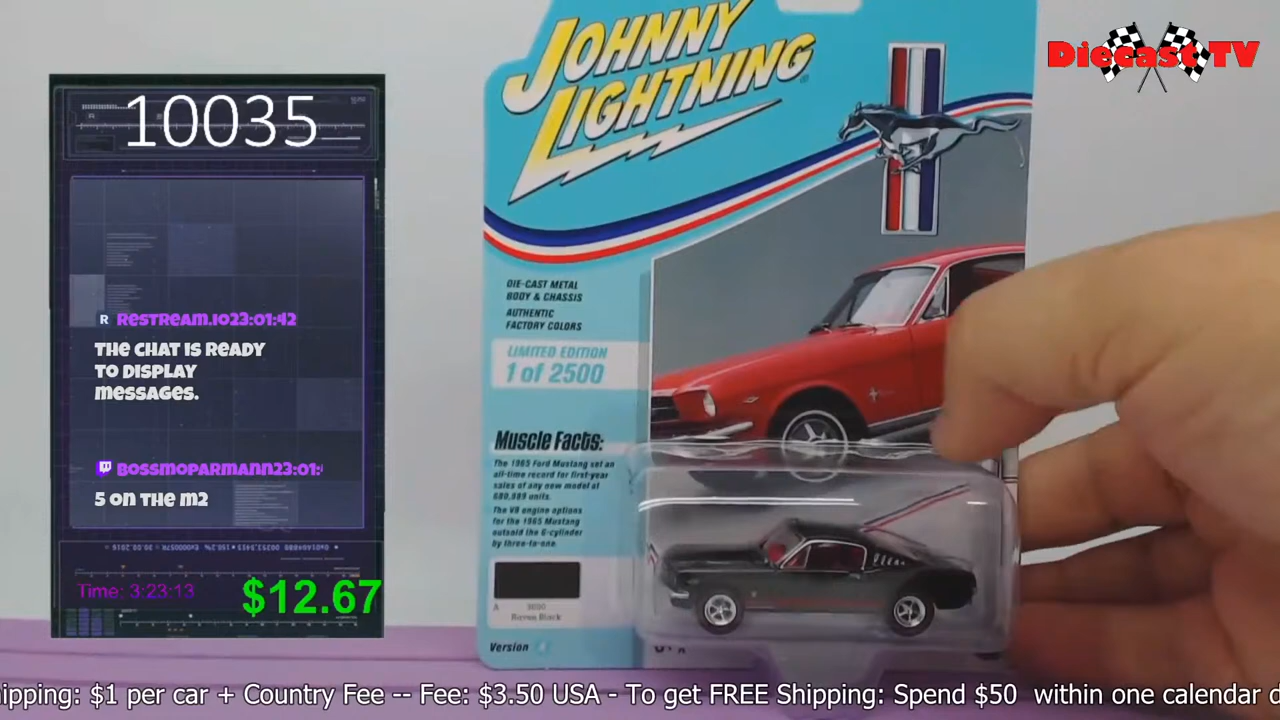 Diecast TV
10035
RESTREAM.IO 23:01:42
THE CHAT IS READY
TO DISPLAY
MESSAGES.
BOSSMOPARMANN 23:01:
5 ON THE M2
Time: 3:23:13
$12.67
JOHNNY
LIGHTNING
DIE-CAST METAL
BODY & CHASSIS
AUTHENTIC
FACTORY COLORS
LIMITED EDITION
1 of 2500
Muscle Facts:
The 1965 Ford Mustang set an
all-time record for first-year
sales of any new model at
680,989 units.
The V8 engine options
for the 1965 Mustang
outsold the 6-cylinder
by three-to-one.
A
Raven Black
Version A
hipping: $1 per car + Country Fee -- Fee: $3.50 USA - To get FREE Shipping: Spend $50 within one calendar d